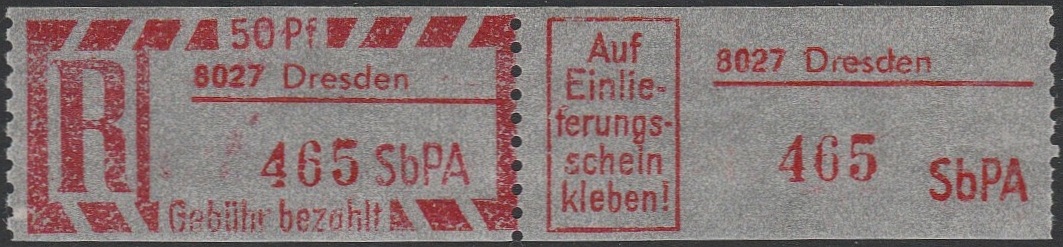 50 Pf
R
8027 Dresden
465 SbPA
Gebühr bezahlt
Auf
Einlie-
ferungs-
schein
kleben!
8027 Dresden
465
SbPA